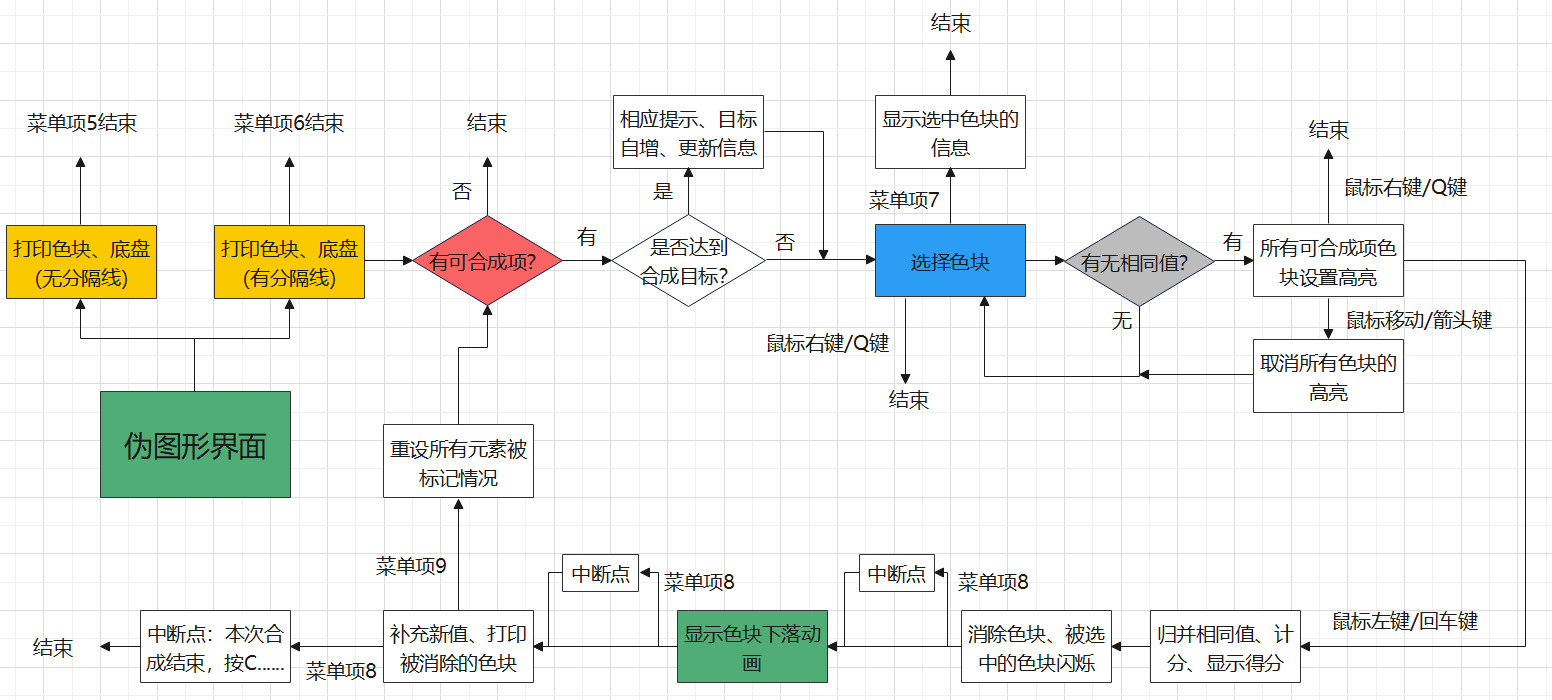 结束
菜单项5结束
菜单项6结束
结束
相应提示、目标
自增、更新信息
显示选中色块的
信息
结束
否
是
菜单项7
鼠标右键/Q键
打印色块、底盘
(无分隔线)
打印色块、底盘
(有分隔线)
有可合成项?
有
是否达到
合成目标?
否
选择色块
有无相同值?
有
所有可合成项色
块设置高亮
无
鼠标移动/箭头键
鼠标右键/Q键
结束
取消所有色块的
高亮
伪图形界面
重设所有元素被
标记情况
菜单项9
中断点
菜单项8
中断点
菜单项8
结束
中断点：本次合
成结束，按C......
菜单项8
补充新值、打印
被消除的色块
显示色块下落动
画
消除色块、被选
中的色块闪烁
归并相同值、计
分、显示得分
鼠标左键/回车键